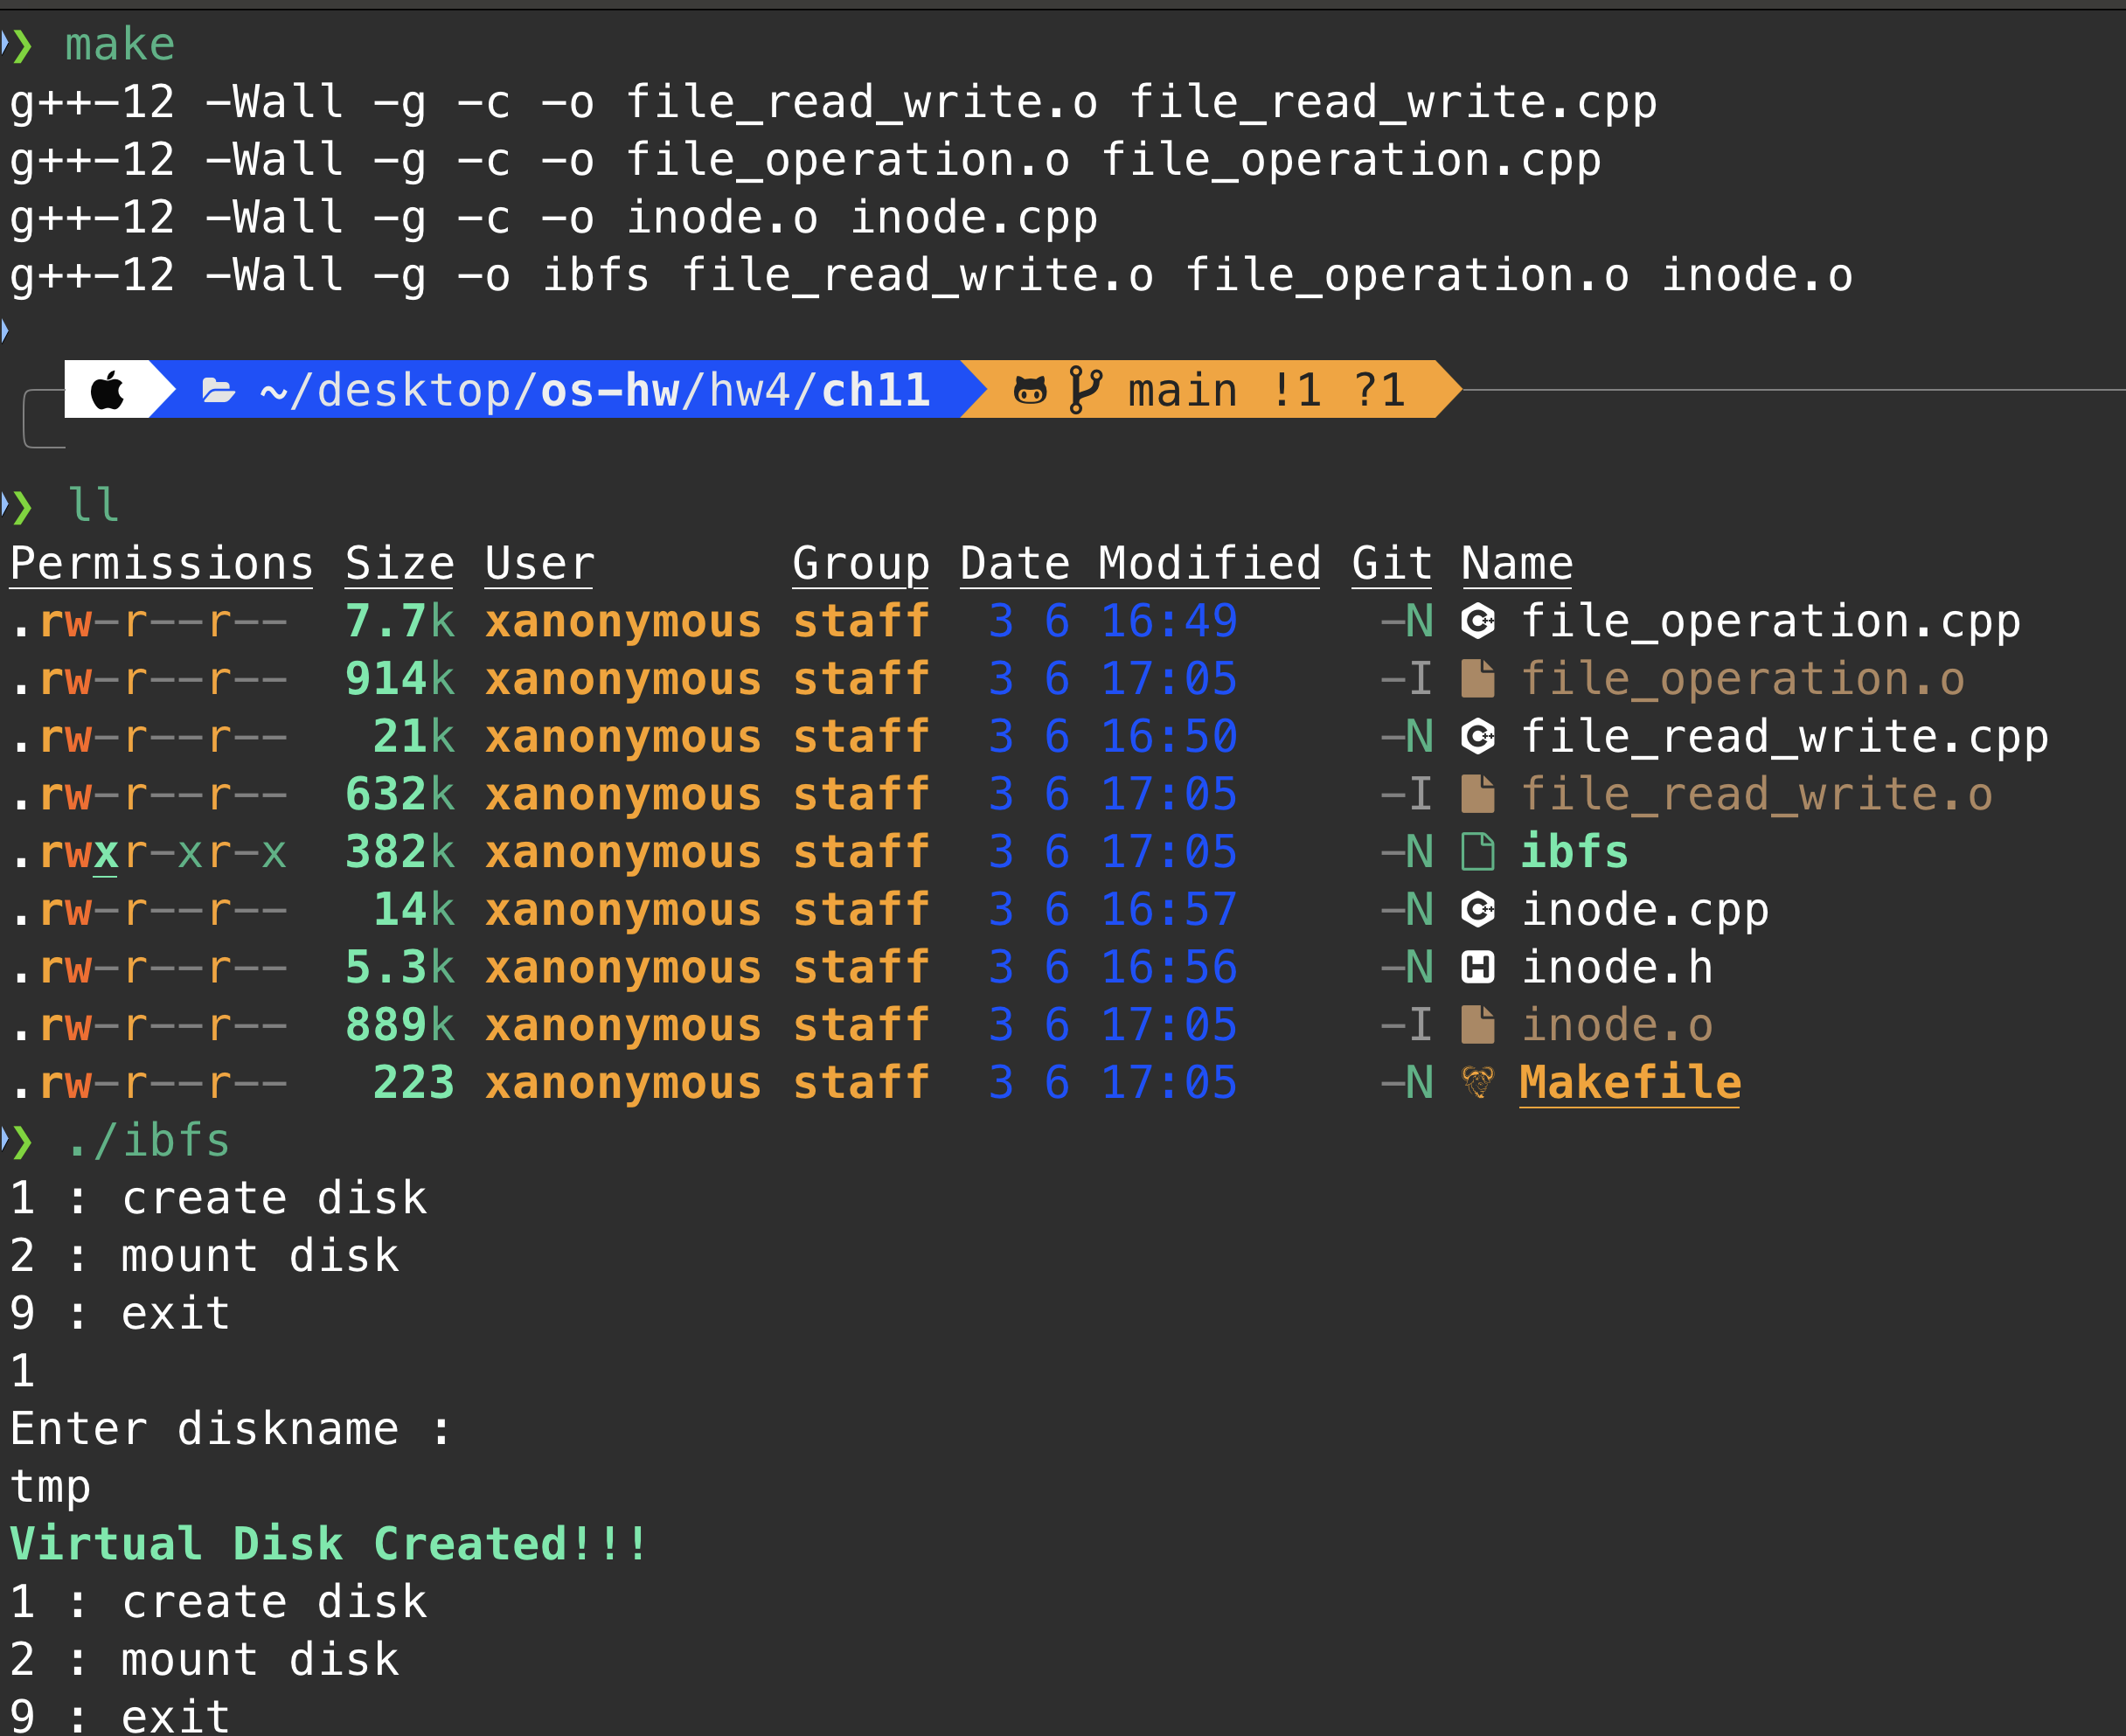 ❯ make
g++-12 -Wall -g -c -o file_read_write.o file_read_write.cpp
g++-12 -Wall -g -c -o file_operation.o file_operation.cpp
g++-12 -Wall -g -c -o inode.o inode.cpp
g++-12 -Wall -g -o ibfs file_read_write.o file_operation.o inode.o
~/desktop/os-hw/hw4/ch11 main !1 ?1
❯ ll
Permissions Size User Group Date Modified Git Name
.rw-r--r-- 7.7k xanonymous staff 3 6 16:49 -N file_operation.cpp
.rw-r--r-- 914k xanonymous staff 3 6 17:05 -I file_operation.o
.rw-r--r-- 21k xanonymous staff 3 6 16:50 -N file_read_write.cpp
.rw-r--r-- 632k xanonymous staff 3 6 17:05 -I file_read_write.o
.rwxr-xr-x 382k xanonymous staff 3 6 17:05 -N ibfs
.rw-r--r-- 14k xanonymous staff 3 6 16:57 -N inode.cpp
.rw-r--r-- 5.3k xanonymous staff 3 6 16:56 -N inode.h
.rw-r--r-- 889k xanonymous staff 3 6 17:05 -I inode.o
.rw-r--r-- 223 xanonymous staff 3 6 17:05 -N Makefile
❯ ./ibfs
1 : create disk
2 : mount disk
9 : exit
1
Enter diskname :
tmp
Virtual Disk Created!!!
1 : create disk
2 : mount disk
9 : exit